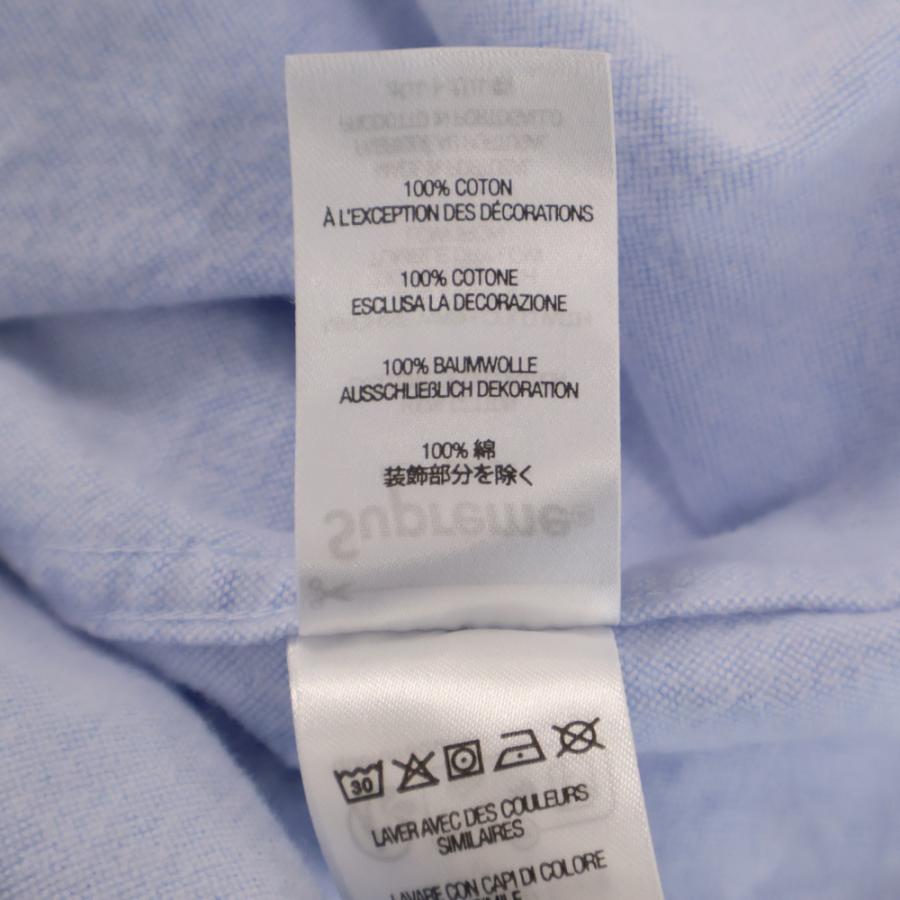 100% COTON
À L'EXCEPTION DES DÉCORATIONS
100% COTONE
ESCLUSA LA DECORAZIONE
100% BAUMWOLLE
AUSSCHLIEßLICH DEKORATION
100% 綿
装飾部分を除く
Supreme®
30
LAVER AVEC DES COULEURS
SIMILAIRES
LAVARE CON CAPI DI COLORE